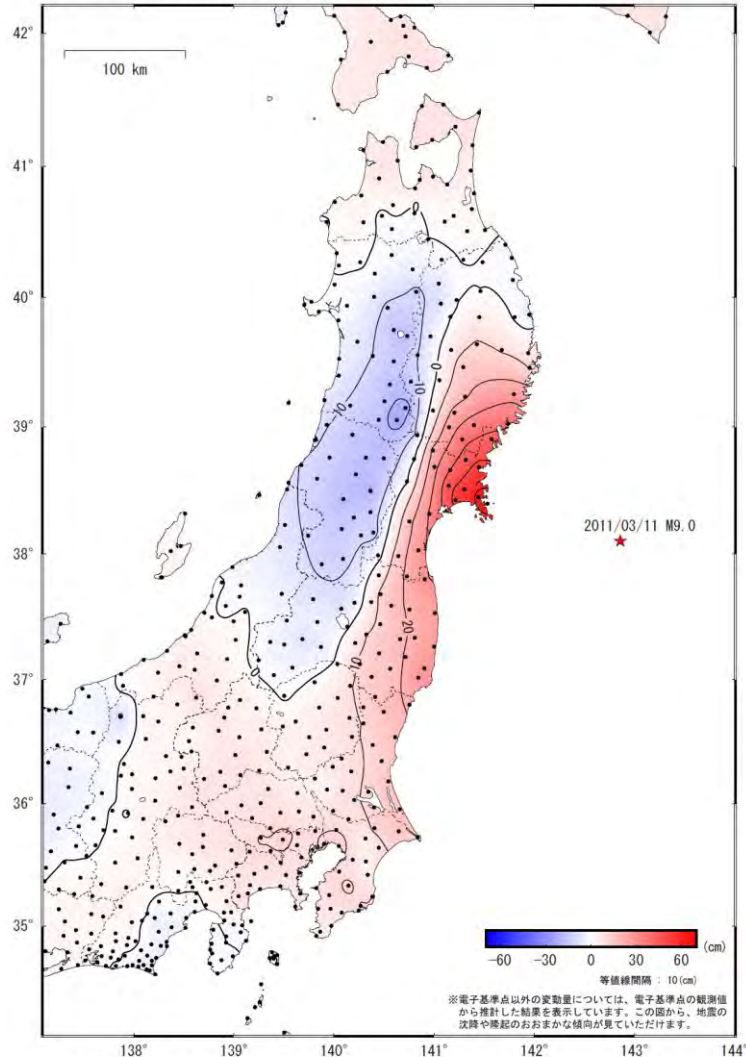 42°
100 km
41°
0
40°
0
-10
10
39°
2011/03/11 M9.0
38°
20
10
0
37°
36°
35°
-60 -30 0 30 60 (cm)
等値線間隔 : 10(cm)
※電子基準点以外の変動量については、電子基準点の観測値
から推計した結果を表示しています。この図から、地震の
沈降や隆起のおおまかな傾向が見ていただけます。
138° 139° 140° 141° 142° 143° 144°